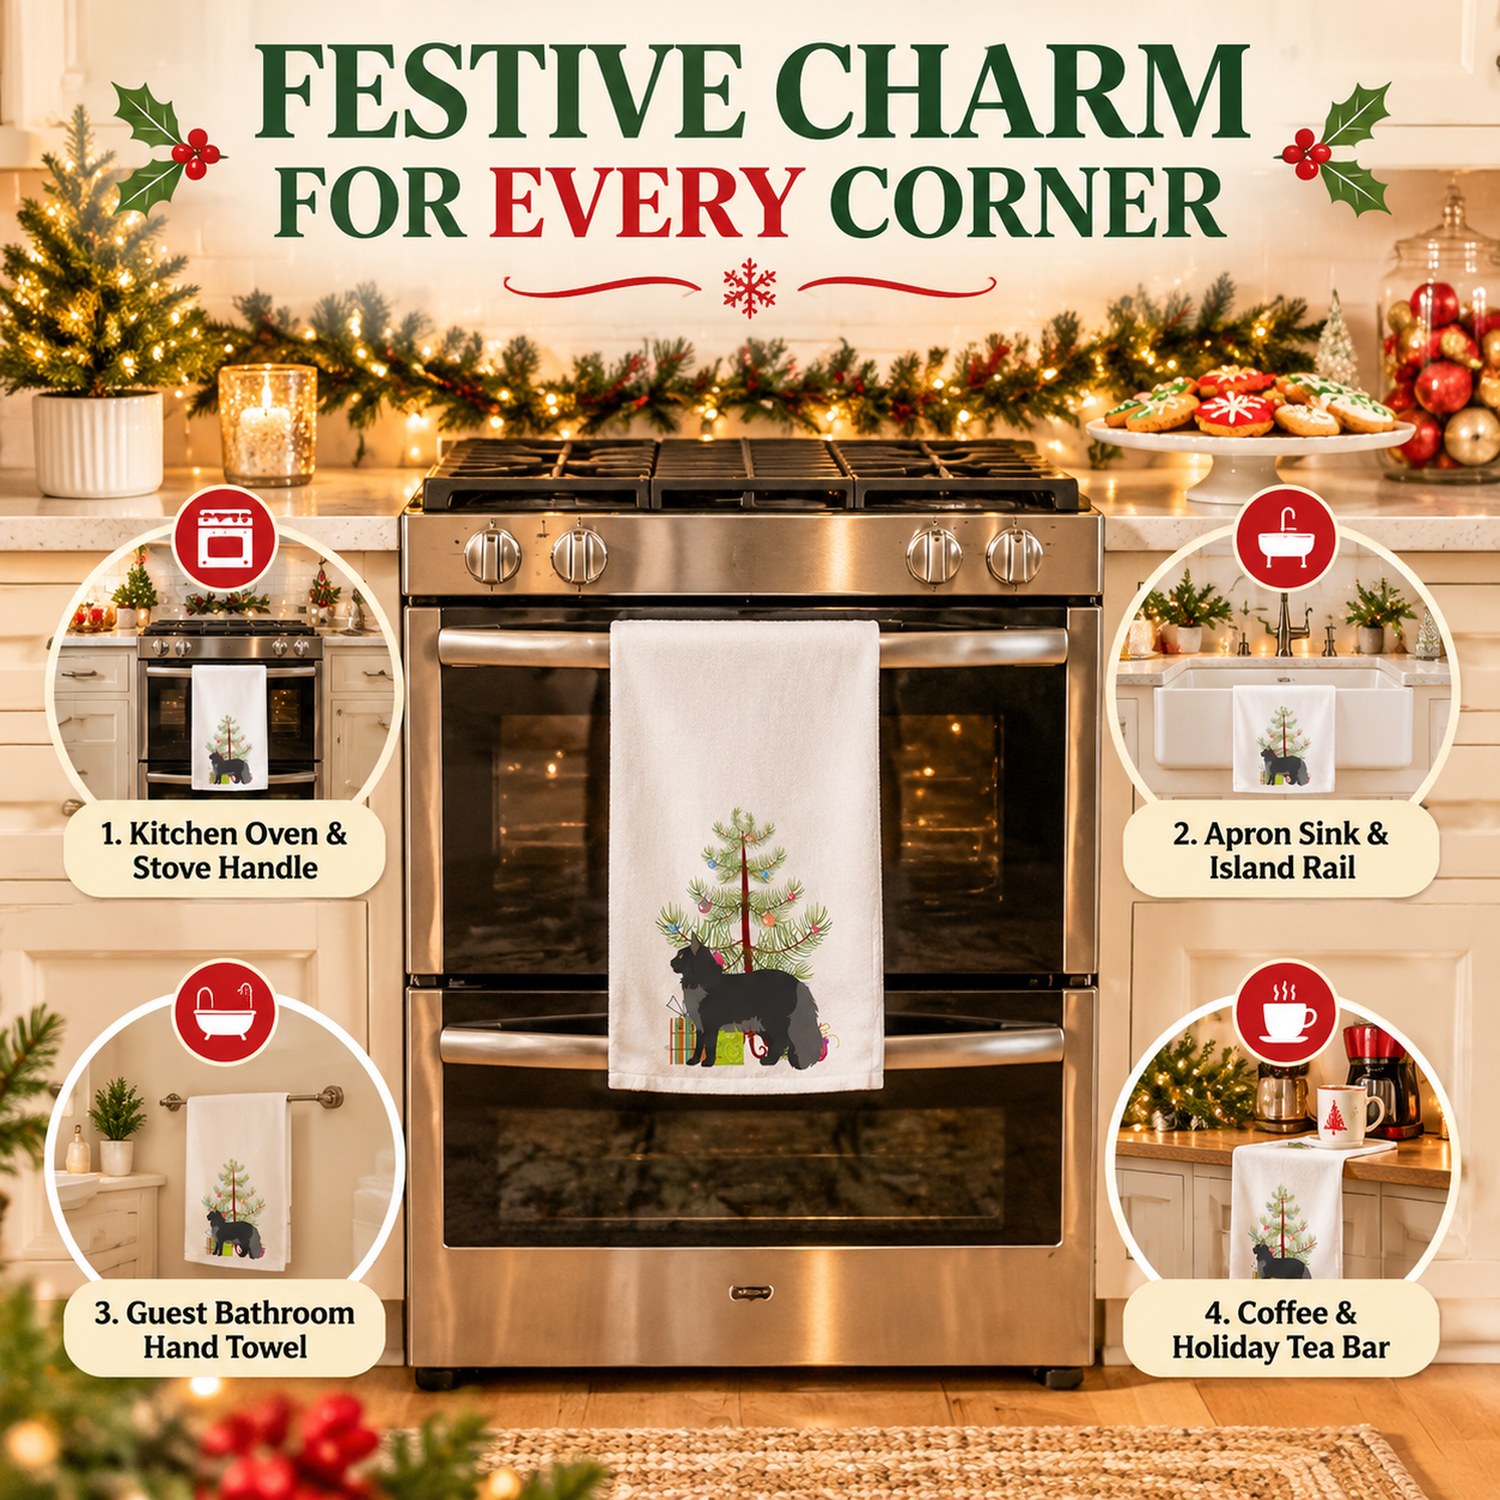 FESTIVE CHARM
FOR EVERY CORNER
1. Kitchen Oven &
Stove Handle
2. Apron Sink &
Island Rail
3. Guest Bathroom
Hand Towel
4. Coffee &
Holiday Tea Bar